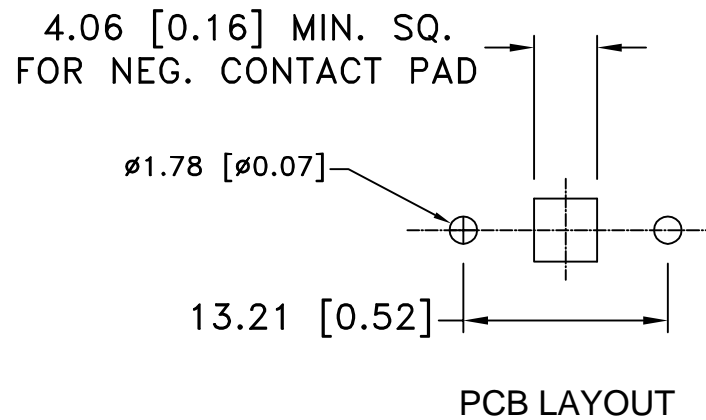 4.06 [0.16] MIN. SQ.
FOR NEG. CONTACT PAD
ø1.78 [ø0.07]
13.21 [0.52]
PCB LAYOUT